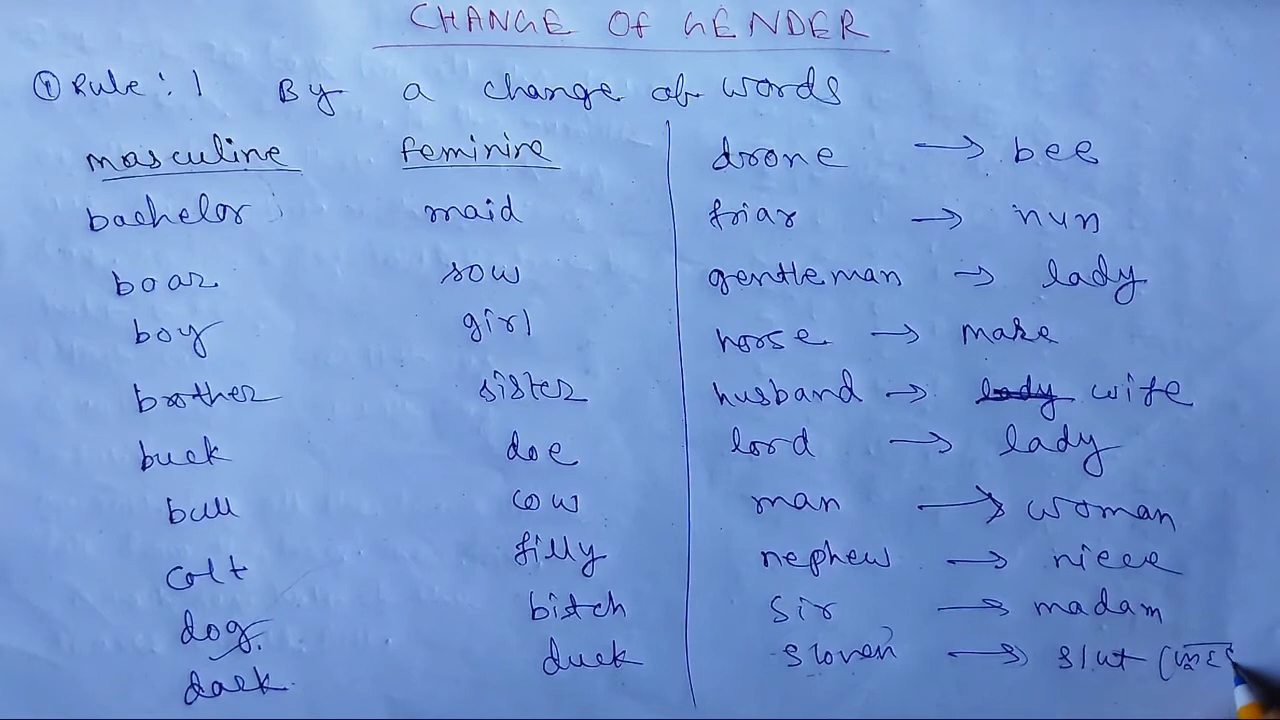 CHANGE OF GENDER
① Rule : 1 By a change of words
masculine feminine
bachelor maid
boar sow
boy girl
brother sister
buck doe
bull cow
colt filly
dog bitch
dark duck
drone → bee
friar → nun
gentleman → lady
horse → make
husband → lady wife
lord → lady
man → woman
nephew → niece
sir → madam
sloven → slut (